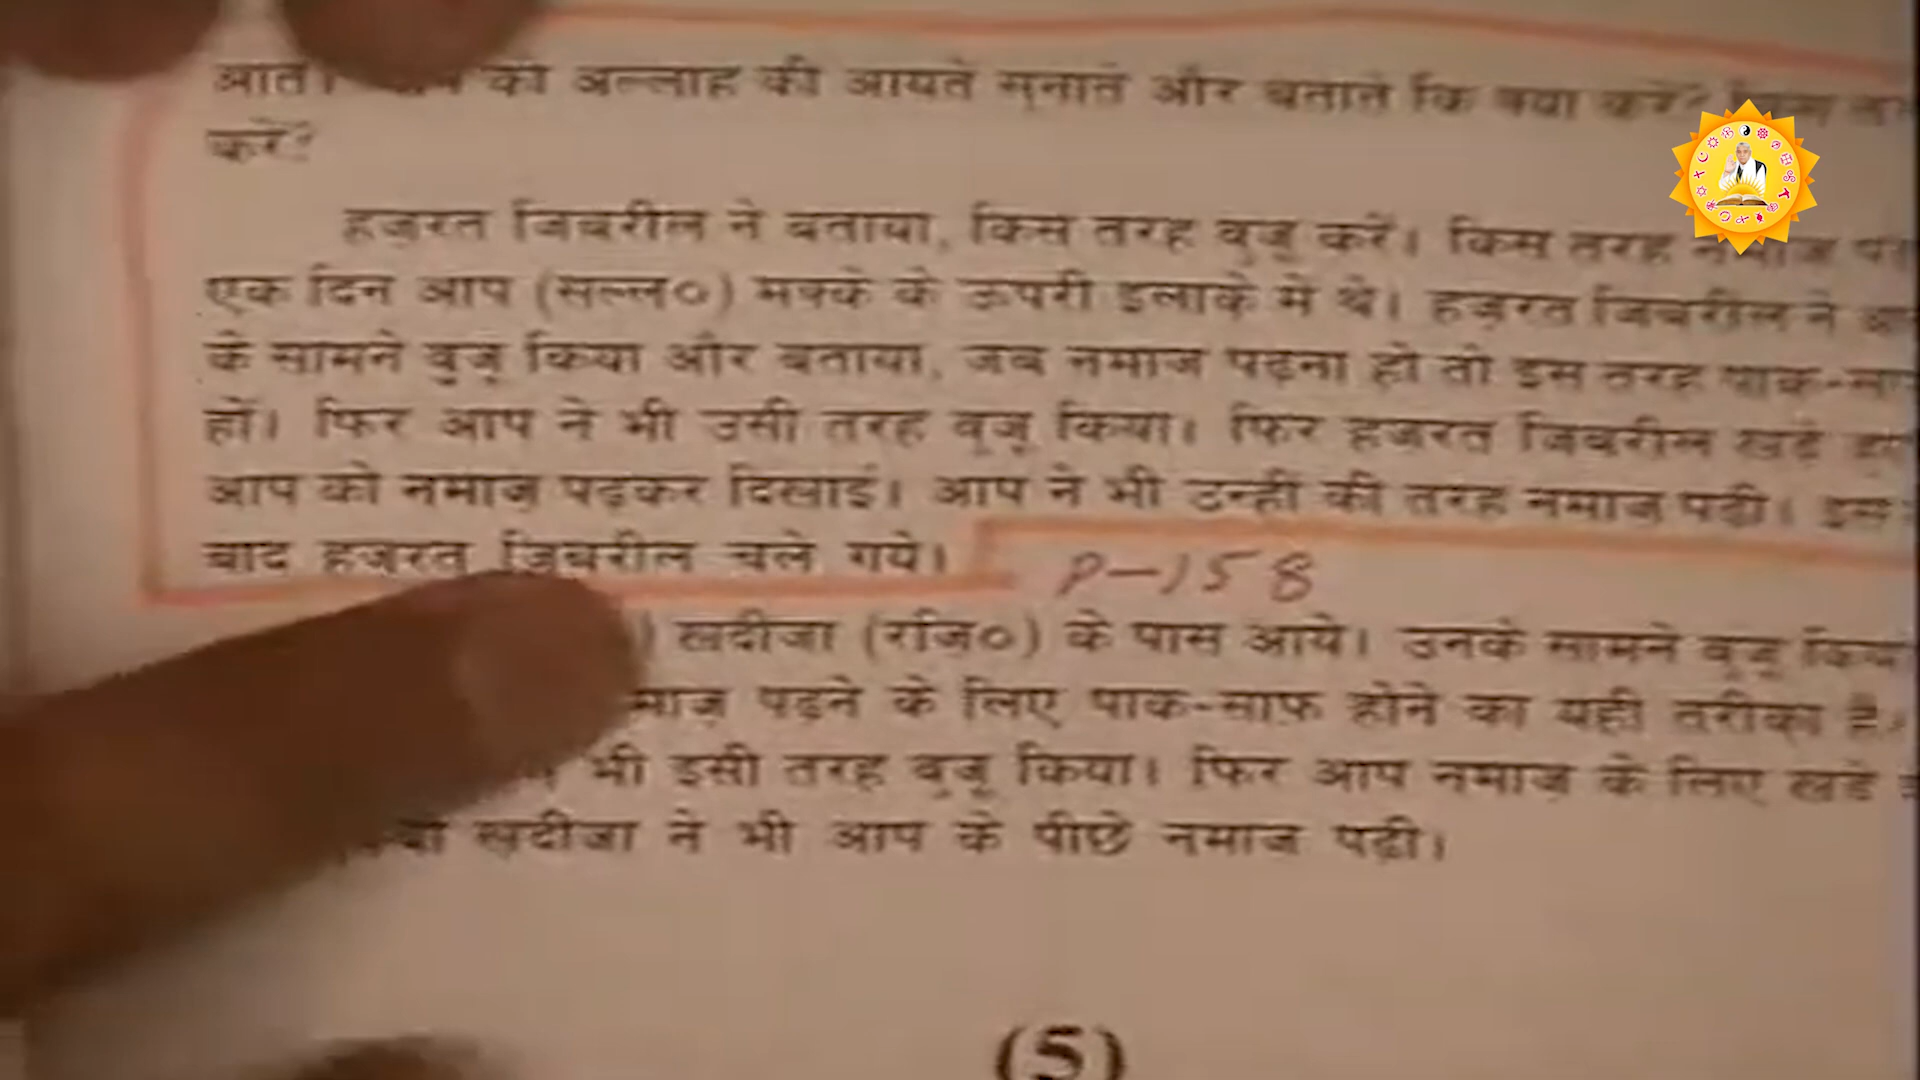 को अल्लाह की आयतें सुनाते और बताते कि क्या करें?
करें?
हज़रत जिबरील ने बताया, किस तरह वुज़ू करें। किस तरह नमाज़
एक दिन आप (सल्ल०) मक्के के ऊपरी इलाक़े में थे। हज़रत जिबरील ने
के सामने वुज़ू किया और बताया, जब नमाज़ पढ़ना हो तो इस तरह
हों। फिर आप ने भी उसी तरह वुज़ू किया। फिर हज़रत जिबरील खड़े
आप को नमाज़ पढ़कर दिखाई। आप ने भी उन्हीं की तरह नमाज़ पढ़ी। इस
बाद हज़रत जिबरील चले गये। P-158
खदीजा (रज़ि०) के पास आये। उनके सामने वुज़ू
पढ़ने के लिए पाक-साफ़ होने का यही तरीक़ा है।
भी इसी तरह वुज़ू किया। फिर आप नमाज़ के लिए खड़े
ख़दीजा ने भी आप के पीछे नमाज़ पढ़ी।
(5)